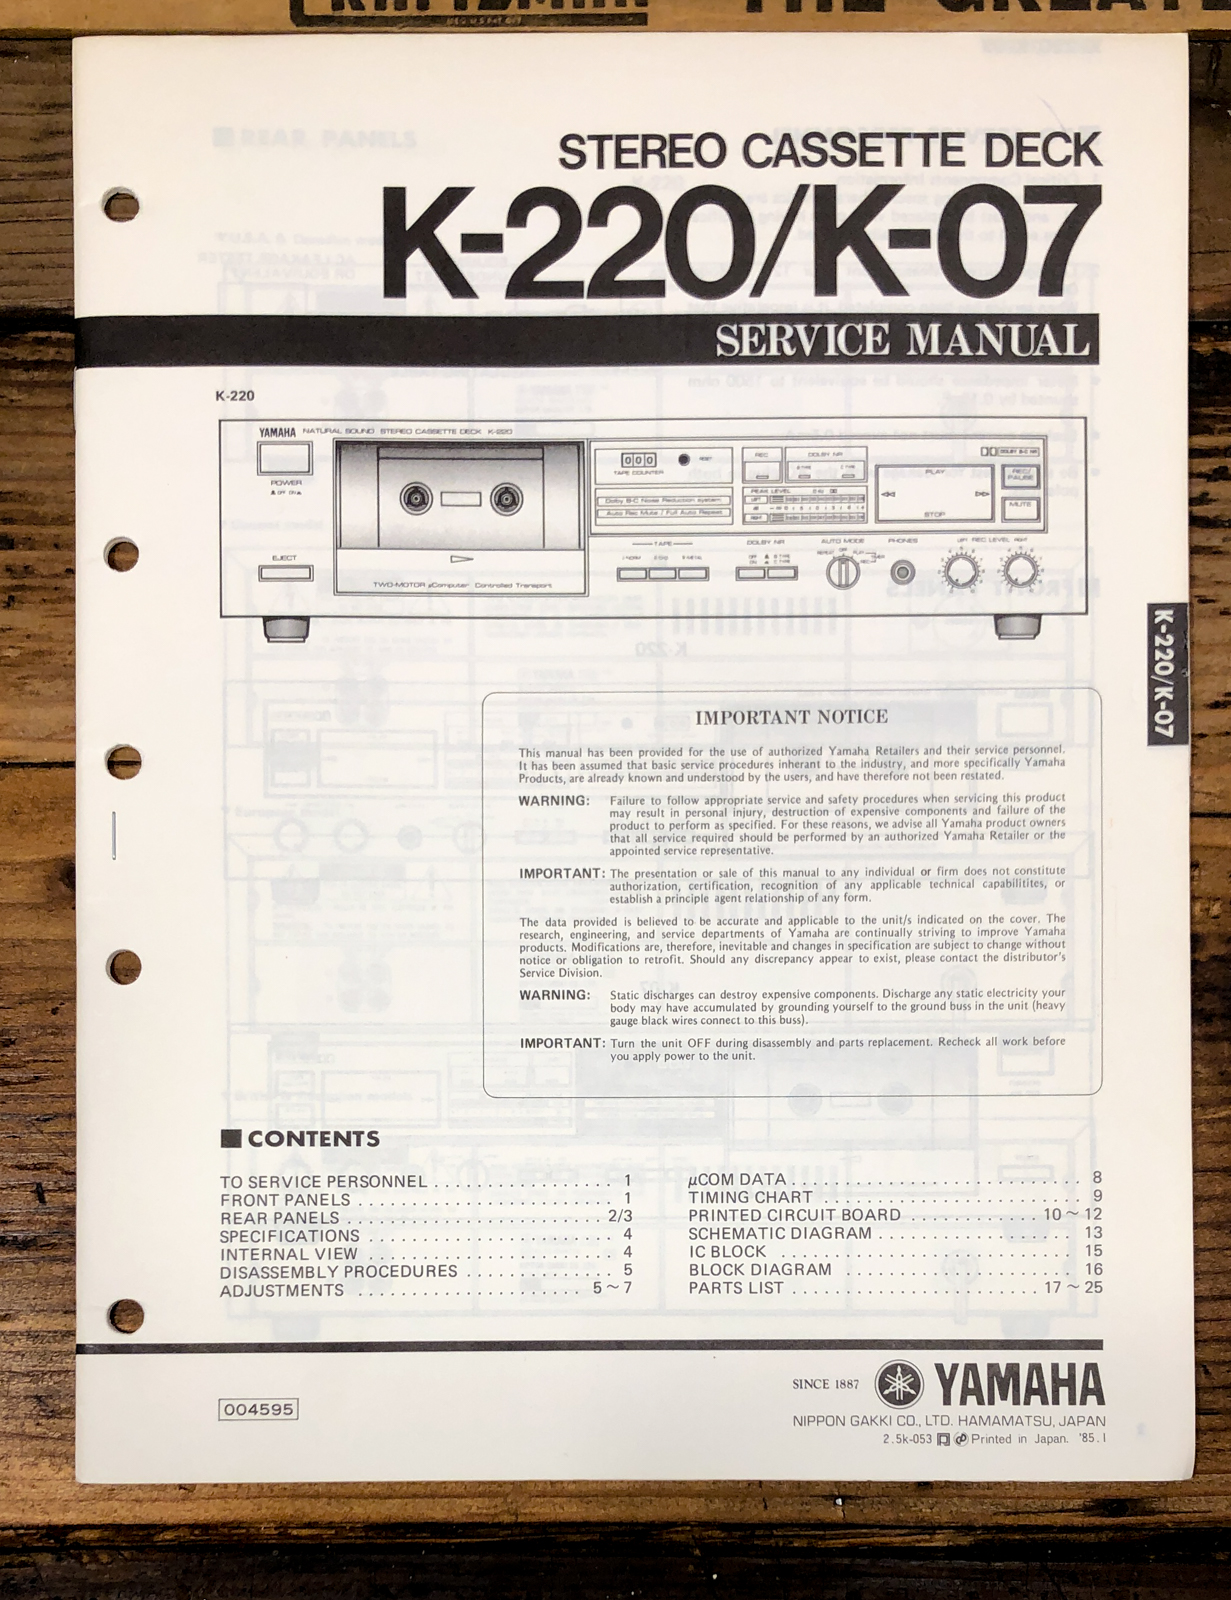 THE GREATE
STEREO CASSETTE DECK
K-220/K-07
SERVICE MANUAL
K-220
YAMAHA NATURAL SOUND STEREO CASSETTE DECK K-220
POWER
OFF ON
EJECT
TWO-MOTOR µComputer Controlled Transport
000
RESET
TAPE COUNTER
Dolby B-C Noise Reduction system
Auto Rec Mute / Full Auto Repeat
REC
DOLBY NR
B TYPE C TYPE
PEAK LEVEL
LEFT
dB
RIGHT
DOLBY B-C NR
PLAY
STOP
REC/
PAUSE
MUTE
TAPE
DOLBY NR
AUTO MODE
PHONES
LEFT REC LEVEL RIGHT
K-220/K-07
IMPORTANT NOTICE
This manual has been provided for the use of authorized Yamaha Retailers and their service personnel.
It has been assumed that basic service procedures inherant to the industry, and more specifically Yamaha
Products, are already known and understood by the users, and have therefore not been restated.
WARNING: Failure to follow appropriate service and safety procedures when servicing this product
may result in personal injury, destruction of expensive components and failure of the
product to perform as specified. For these reasons, we advise all Yamaha product owners
that all service required should be performed by an authorized Yamaha Retailer or the
appointed service representative.
IMPORTANT: The presentation or sale of this manual to any individual or firm does not constitute
authorization, certification, recognition of any applicable technical capabilitites, or
establish a principle agent relationship of any form.
The data provided is believed to be accurate and applicable to the unit/s indicated on the cover. The
research, engineering, and service departments of Yamaha are continually striving to improve Yamaha
products. Modifications are, therefore, inevitable and changes in specification are subject to change without
notice or obligation to retrofit. Should any discrepancy appear to exist, please contact the distributor's
Service Division.
WARNING: Static discharges can destroy expensive components. Discharge any static electricity your
body may have accumulated by grounding yourself to the ground buss in the unit (heavy
gauge black wires connect to this buss).
IMPORTANT: Turn the unit OFF during disassembly and parts replacement. Recheck all work before
you apply power to the unit.
■ CONTENTS
TO SERVICE PERSONNEL . . . . . . . . . . . . . . . . . 1
FRONT PANELS . . . . . . . . . . . . . . . . . . . . . . . 1
REAR PANELS . . . . . . . . . . . . . . . . . . . . . . 2/3
SPECIFICATIONS . . . . . . . . . . . . . . . . . . . . . 4
INTERNAL VIEW . . . . . . . . . . . . . . . . . . . . . 4
DISASSEMBLY PROCEDURES . . . . . . . . . . . . . 5
ADJUSTMENTS . . . . . . . . . . . . . . . . . . . . 5 ~ 7
µCOM DATA . . . . . . . . . . . . . . . . . . . . . . . . . 8
TIMING CHART . . . . . . . . . . . . . . . . . . . . . . . 9
PRINTED CIRCUIT BOARD . . . . . . . . . . . . 10 ~ 12
SCHEMATIC DIAGRAM . . . . . . . . . . . . . . . . . 13
IC BLOCK . . . . . . . . . . . . . . . . . . . . . . . . . . 15
BLOCK DIAGRAM . . . . . . . . . . . . . . . . . . . . 16
PARTS LIST . . . . . . . . . . . . . . . . . . . . . . 17 ~ 25
004595
SINCE 1887 YAMAHA
NIPPON GAKKI CO., LTD. HAMAMATSU, JAPAN
2.5k-053 Printed in Japan. '85.1